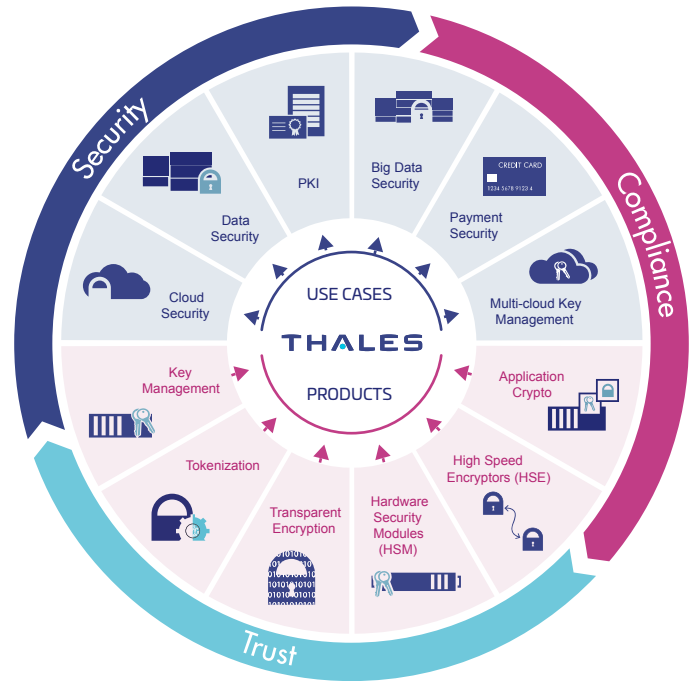 Security
Compliance
Trust
PKI
Big Data
Security
CREDIT CARD
1234 5678 9123 4
Data
Security
Payment
Security
Cloud
Security
Multi-cloud Key
Management
USE CASES
THALES
PRODUCTS
Key
Management
Application
Crypto
Tokenization
High Speed
Encryptors (HSE)
Transparent
Encryption
Hardware
Security
Modules
(HSM)